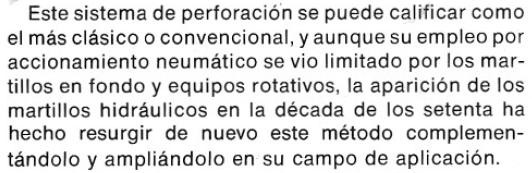 Este sistema de perforación se puede calificar como
el más clásico o convencional, y aunque su empleo por
accionamiento neumático se vio limitado por los mar-
tillos en fondo y equipos rotativos, la aparición de los
martillos hidráulicos en la década de los setenta ha
hecho resurgir de nuevo este método complemen-
tándolo y ampliándolo en su campo de aplicación.